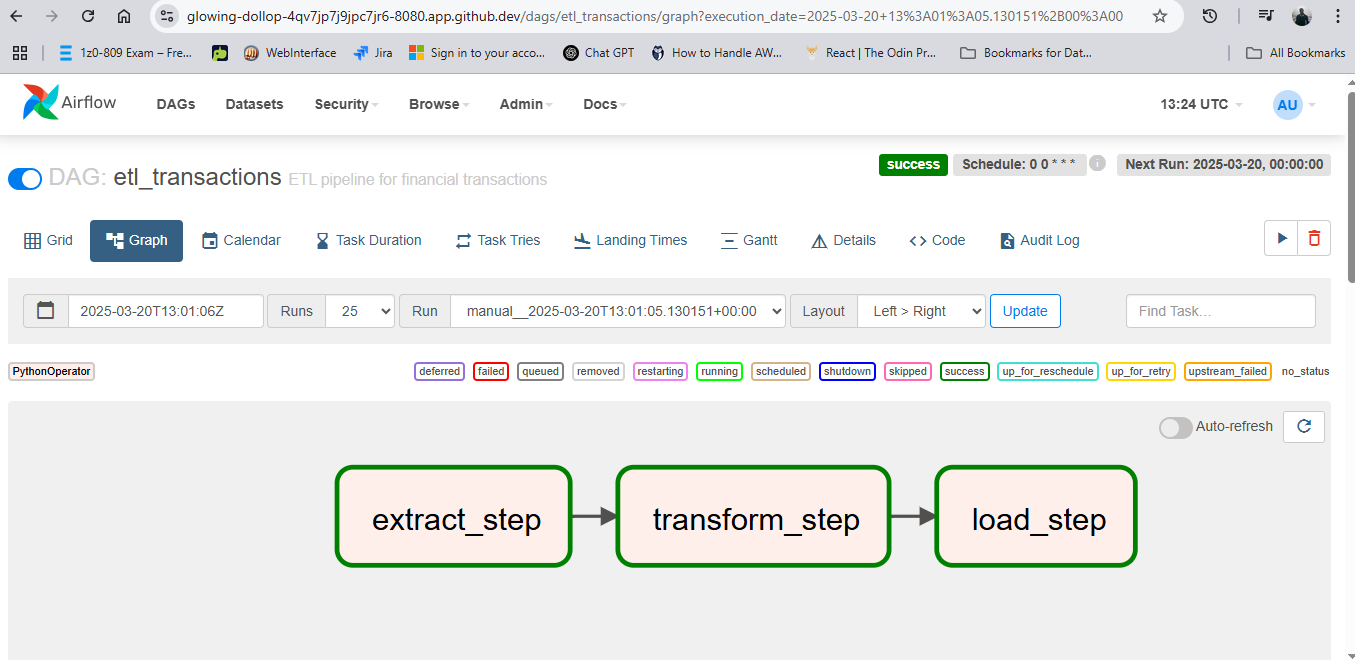 glowing-dollop-4qv7jp7j9jpc7jr6-8080.app.github.dev/dags/etl_transactions/graph?execution_date=2025-03-20+13%3A01%3A05.130151%2B00%3A00
1z0-809 Exam – Fre... WebInterface Jira Sign in to your acco... Chat GPT How to Handle AW... React | The Odin Pr... Bookmarks for Dat... All Bookmarks
Airflow DAGs Datasets Security Browse Admin Docs 13:24 UTC AU
DAG: etl_transactions ETL pipeline for financial transactions success Schedule: 0 0 * * * i Next Run: 2025-03-20, 00:00:00
Grid Graph Calendar Task Duration Task Tries Landing Times Gantt Details Code Audit Log
2025-03-20T13:01:06Z Runs 25 Run manual__2025-03-20T13:01:05.130151+00:00 Layout Left > Right Update Find Task...
PythonOperator deferred failed queued removed restarting running scheduled shutdown skipped success up_for_reschedule up_for_retry upstream_failed no_status
Auto-refresh
extract_step transform_step load_step